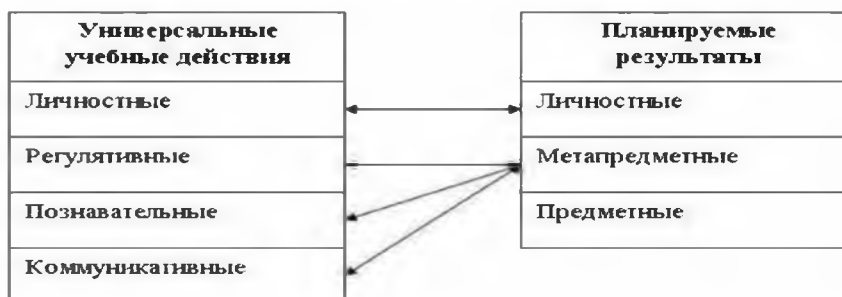 Универсальные
учебные действия
Личностные
Регулятивные
Познавательные
Коммуникативные
Планируемые
результаты
Личностные
Метапредметные
Предметные